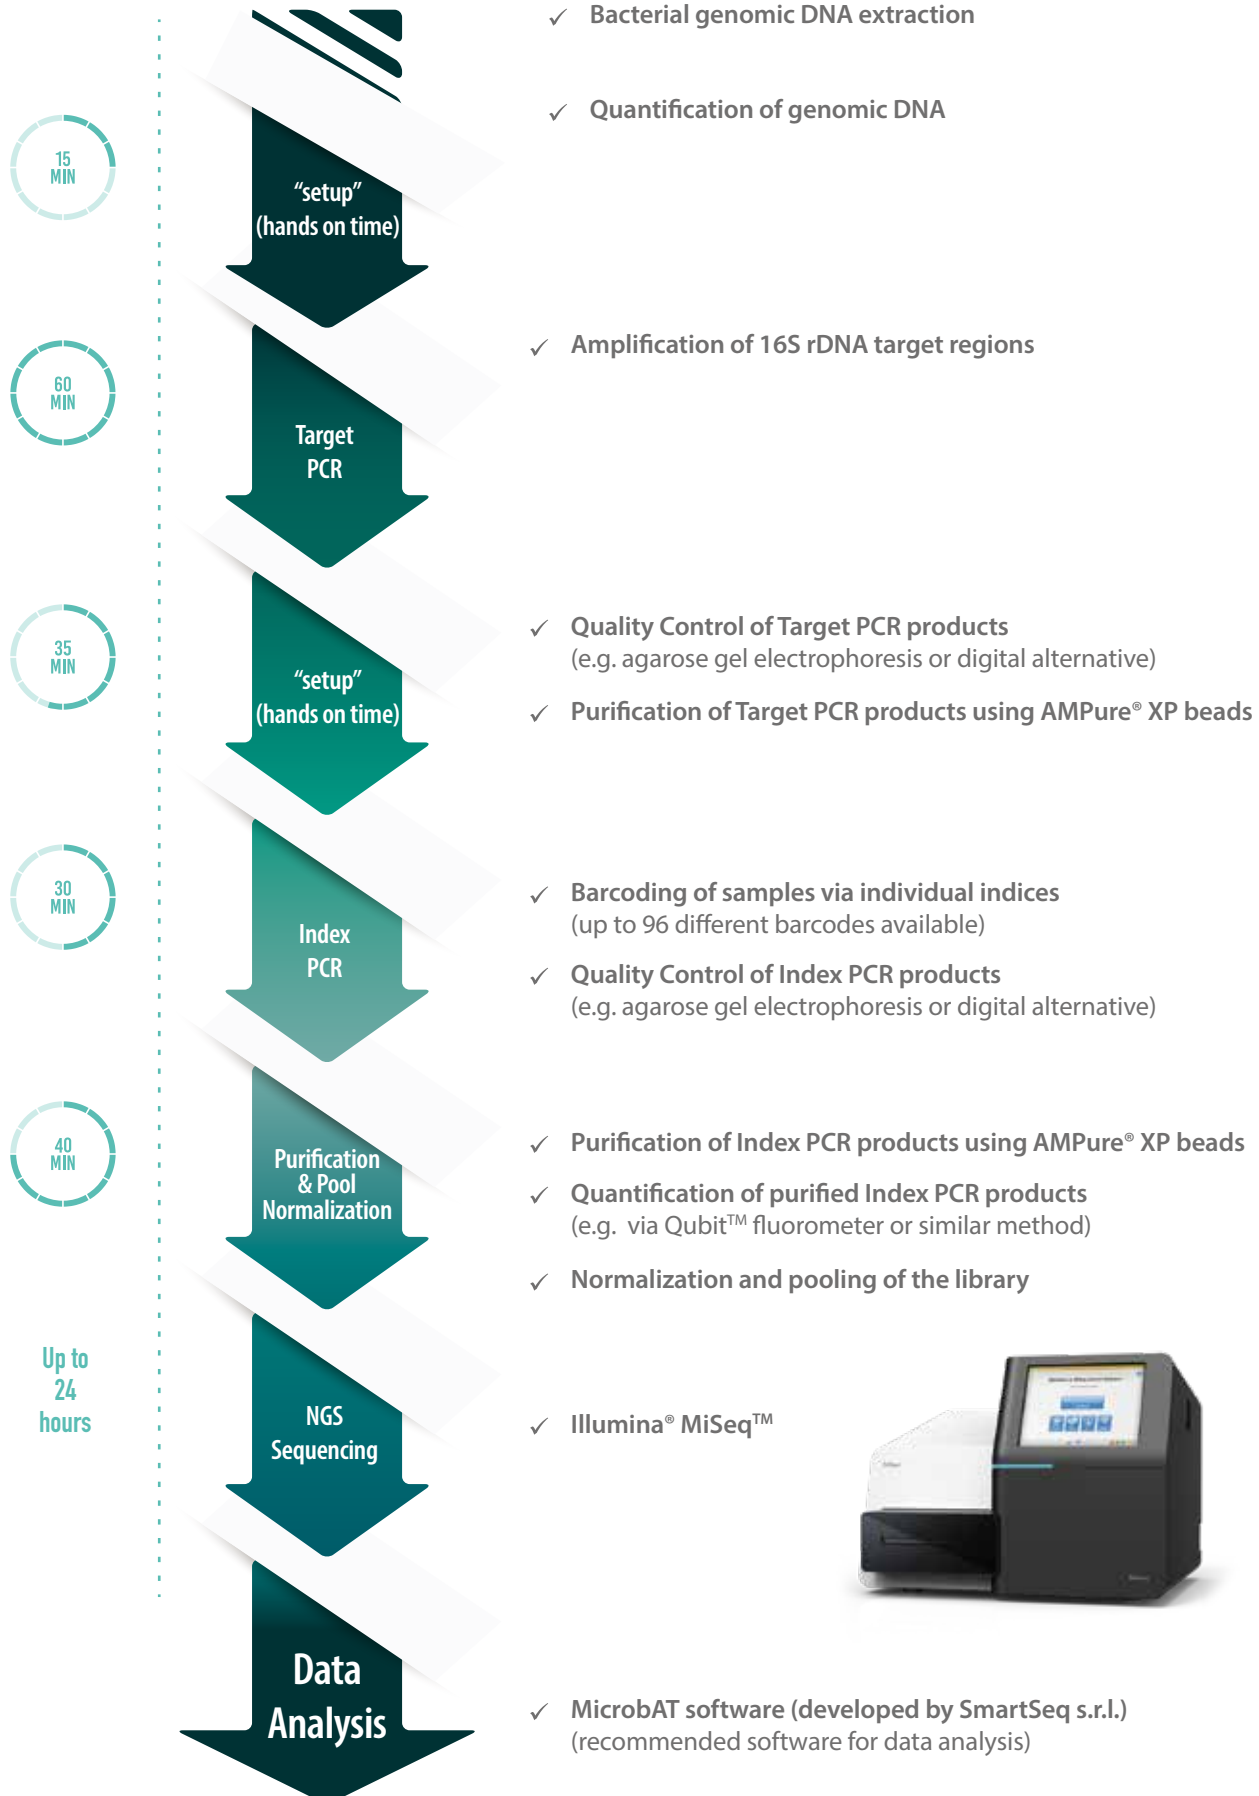 ✓ Bacterial genomic DNA extraction
✓ Quantification of genomic DNA
15
MIN
“setup”
(hands on time)
60
MIN
Target
PCR
✓ Amplification of 16S rDNA target regions
35
MIN
“setup”
(hands on time)
✓ Quality Control of Target PCR products
(e.g. agarose gel electrophoresis or digital alternative)
✓ Purification of Target PCR products using AMPure® XP beads
30
MIN
Index
PCR
✓ Barcoding of samples via individual indices
(up to 96 different barcodes available)
✓ Quality Control of Index PCR products
(e.g. agarose gel electrophoresis or digital alternative)
40
MIN
Purification
& Pool
Normalization
✓ Purification of Index PCR products using AMPure® XP beads
✓ Quantification of purified Index PCR products
(e.g. via Qubit™ fluorometer or similar method)
✓ Normalization and pooling of the library
Up to
24
hours
NGS
Sequencing
✓ Illumina® MiSeq™
Data
Analysis
✓ MicrobAT software (developed by SmartSeq s.r.l.)
(recommended software for data analysis)